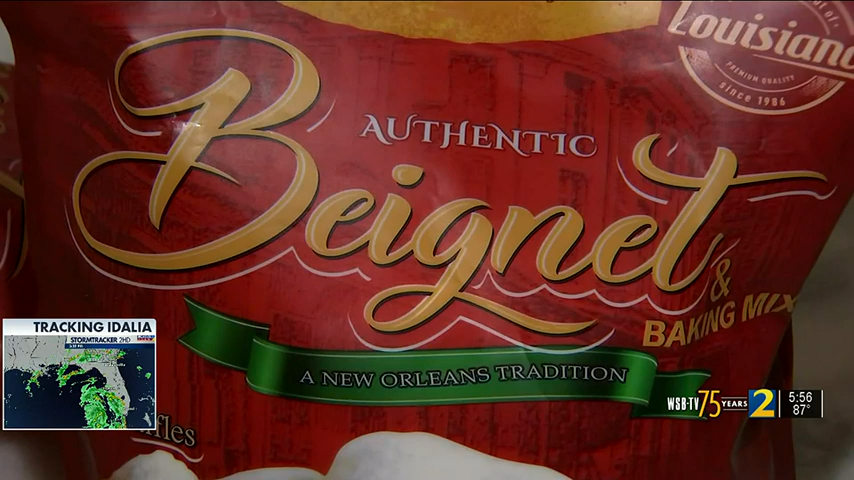 Louisiana
PREMIUM QUALITY
since 1986
AUTHENTIC
Beignet
&
BAKING MIX
A NEW ORLEANS TRADITION
TRACKING IDALIA
STORMTRACKER 2HD
WSB-TV 75 YEARS 2
5:56
87°